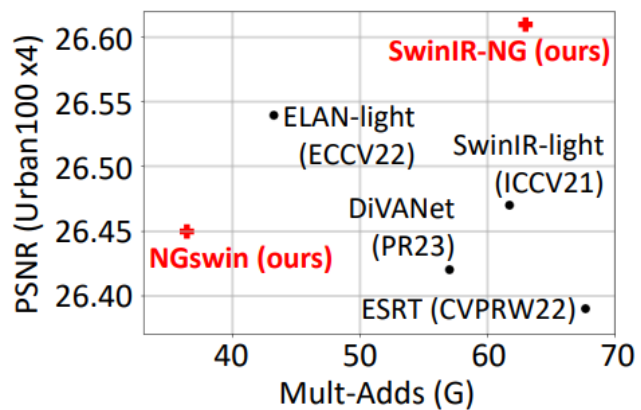 PSNR (Urban100 x4)
26.60
26.55
26.50
26.45
26.40
SwinIR-NG (ours)
ELAN-light
(ECCV22)
SwinIR-light
(ICCV21)
DiVANet
(PR23)
NGswin (ours)
ESRT (CVPRW22)
40
50
60
70
Mult-Adds (G)